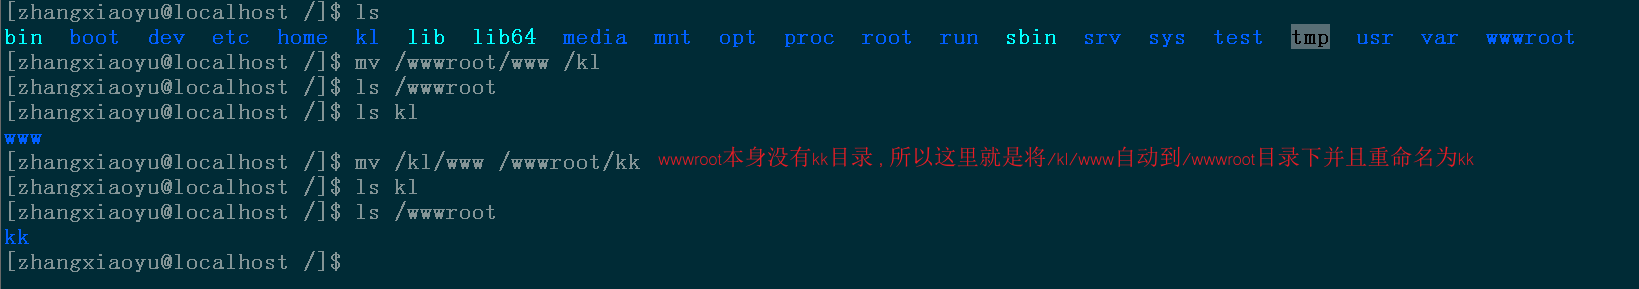 [zhangxiaoyu@localhost /]$ ls
bin  boot  dev  etc  home  kl  lib  lib64  media  mnt  opt  proc  root  run  sbin  srv  sys  test  tmp  usr  var  wwwroot
[zhangxiaoyu@localhost /]$ mv /wwwroot/www /kl
[zhangxiaoyu@localhost /]$ ls /wwwroot
[zhangxiaoyu@localhost /]$ ls kl
www
[zhangxiaoyu@localhost /]$ mv /kl/www /wwwroot/kk  wwwroot本身没有kk目录,所以这里就是将/kl/www自动到/wwwroot目录下并且重命名为kk
[zhangxiaoyu@localhost /]$ ls kl
[zhangxiaoyu@localhost /]$ ls /wwwroot
kk
[zhangxiaoyu@localhost /]$